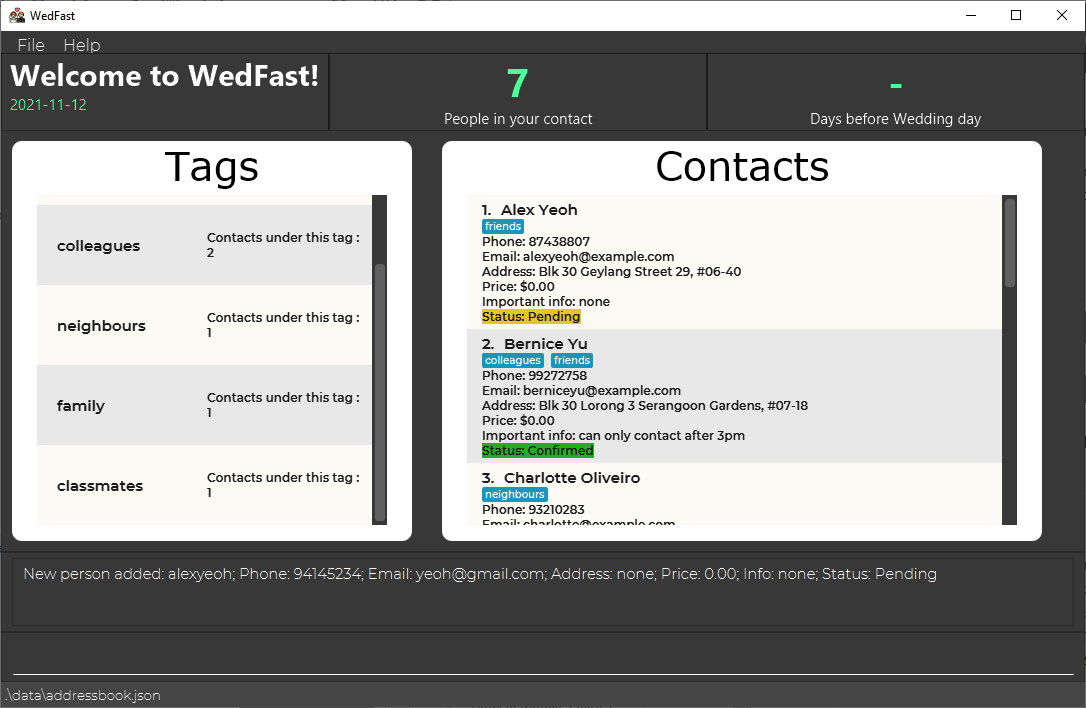 WedFast
File Help
Welcome to WedFast!
2021-11-12
7
People in your contact
-
Days before Wedding day
Tags
colleagues
Contacts under this tag :
2
neighbours
Contacts under this tag :
1
family
Contacts under this tag :
1
classmates
Contacts under this tag :
1
Contacts
1. Alex Yeoh
friends
Phone: 87438807
Email: alexyeoh@example.com
Address: Blk 30 Geylang Street 29, #06-40
Price: $0.00
Important info: none
Status: Pending
2. Bernice Yu
colleagues friends
Phone: 99272758
Email: berniceyu@example.com
Address: Blk 30 Lorong 3 Serangoon Gardens, #07-18
Price: $0.00
Important info: can only contact after 3pm
Status: Confirmed
3. Charlotte Oliveiro
neighbours
Phone: 93210283
Email: charlotte@example.com
New person added: alexyeoh; Phone: 94145234; Email: yeoh@gmail.com; Address: none; Price: 0.00; Info: none; Status: Pending
.\data\addressbook.json